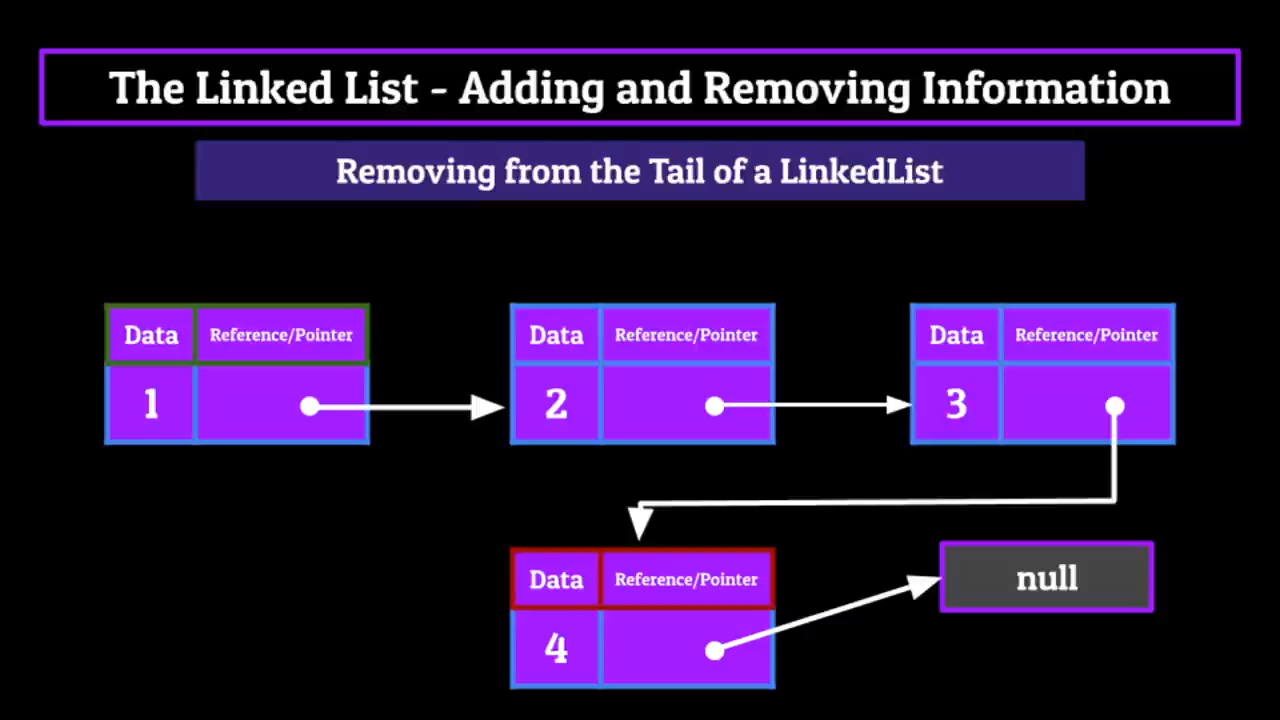 The Linked List - Adding and Removing Information
Removing from the Tail of a LinkedList
Data Reference/Pointer
1
Data Reference/Pointer
2
Data Reference/Pointer
3
Data Reference/Pointer
4
null